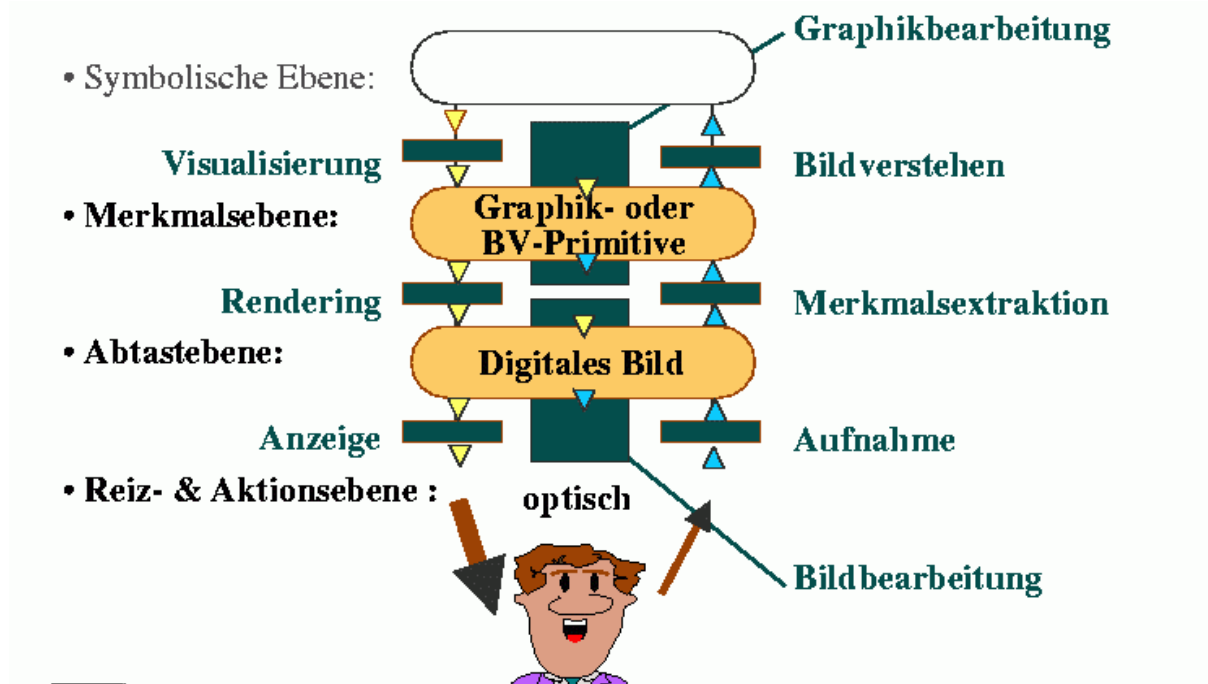 Graphikbearbeitung
• Symbolische Ebene:
Visualisierung
Bildverstehen
• Merkmalsebene:
Graphik- oder
BV-Primitive
Rendering
Merkmalsextraktion
• Abtastebene:
Digitales Bild
Anzeige
Aufnahme
• Reiz- & Aktionsebene :
optisch
Bildbearbeitung